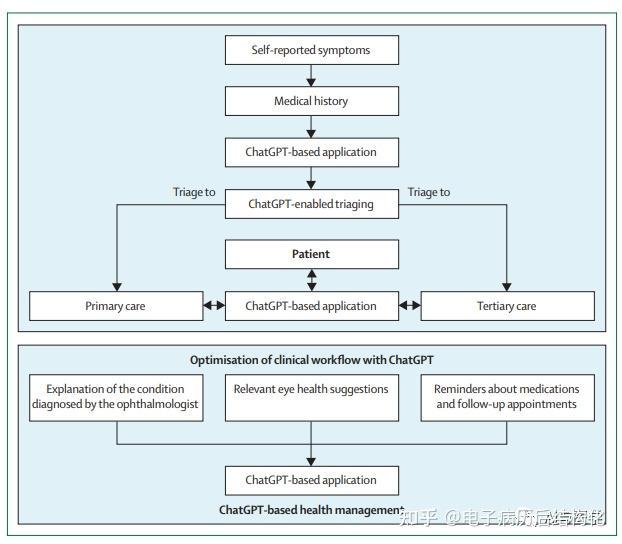 Self-reported symptoms
Medical history
ChatGPT-based application
Triage to
ChatGPT-enabled triaging
Triage to
Patient
Primary care
ChatGPT-based application
Tertiary care
Optimisation of clinical workflow with ChatGPT
Explanation of the condition
diagnosed by the ophthalmologist
Relevant eye health suggestions
Reminders about medications
and follow-up appointments
ChatGPT-based application
ChatGPT-based health management
知乎 @电子病历后结构化